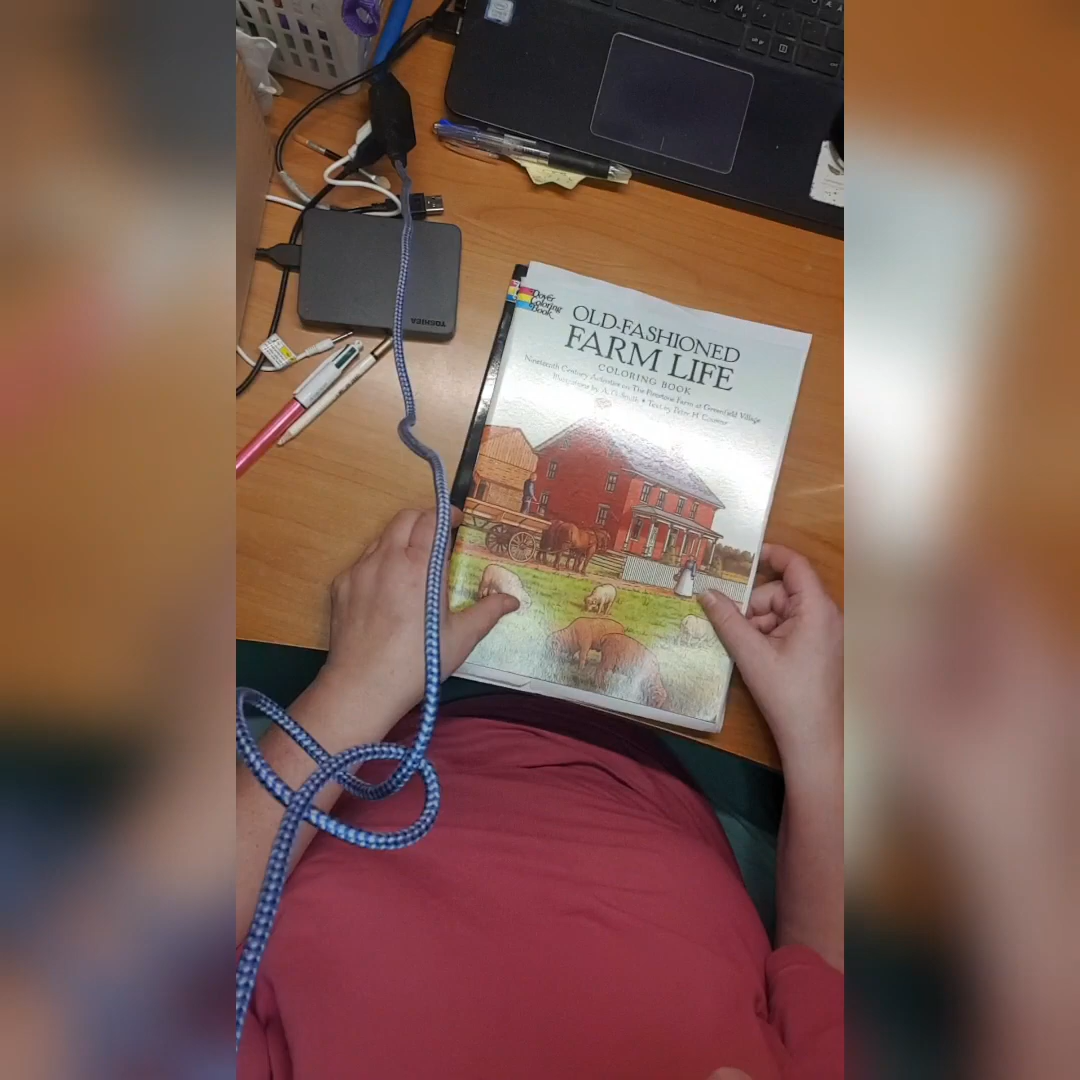 Dover
Coloring
Book
OLD-FASHIONED
FARM LIFE
COLORING BOOK
Nineteenth Century Activities on The Firestone Farm at Greenfield Village
Illustrations by A. G. Smith • Text by Peter H. Cousins
TOSHIBA